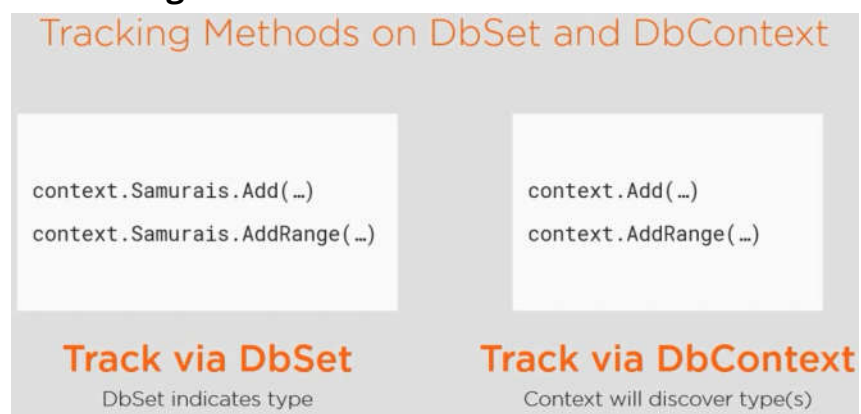 Tracking Methods on DbSet and DbContext
context.Samurais.Add(…)
context.Samurais.AddRange(…)
context.Add(…)
context.AddRange(…)
Track via DbSet
DbSet indicates type
Track via DbContext
Context will discover type(s)